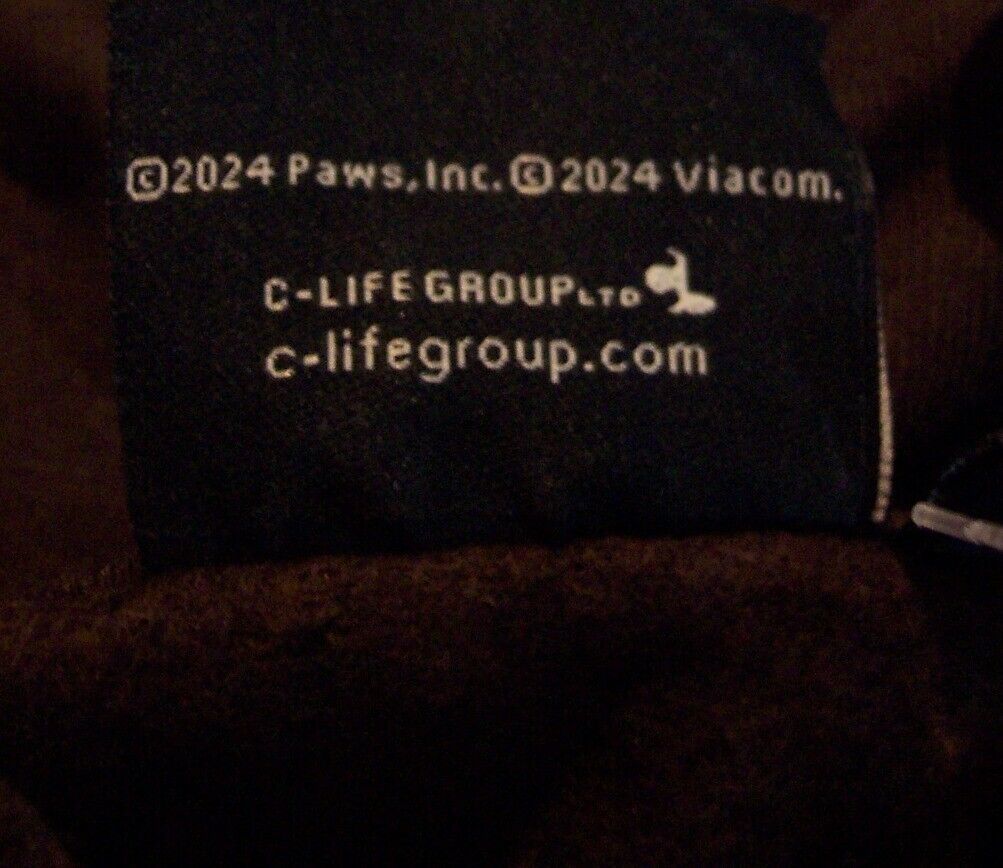 ©2024 Paws, Inc. ©2024 Viacom.
C-LIFE GROUP LTD
c-lifegroup.com